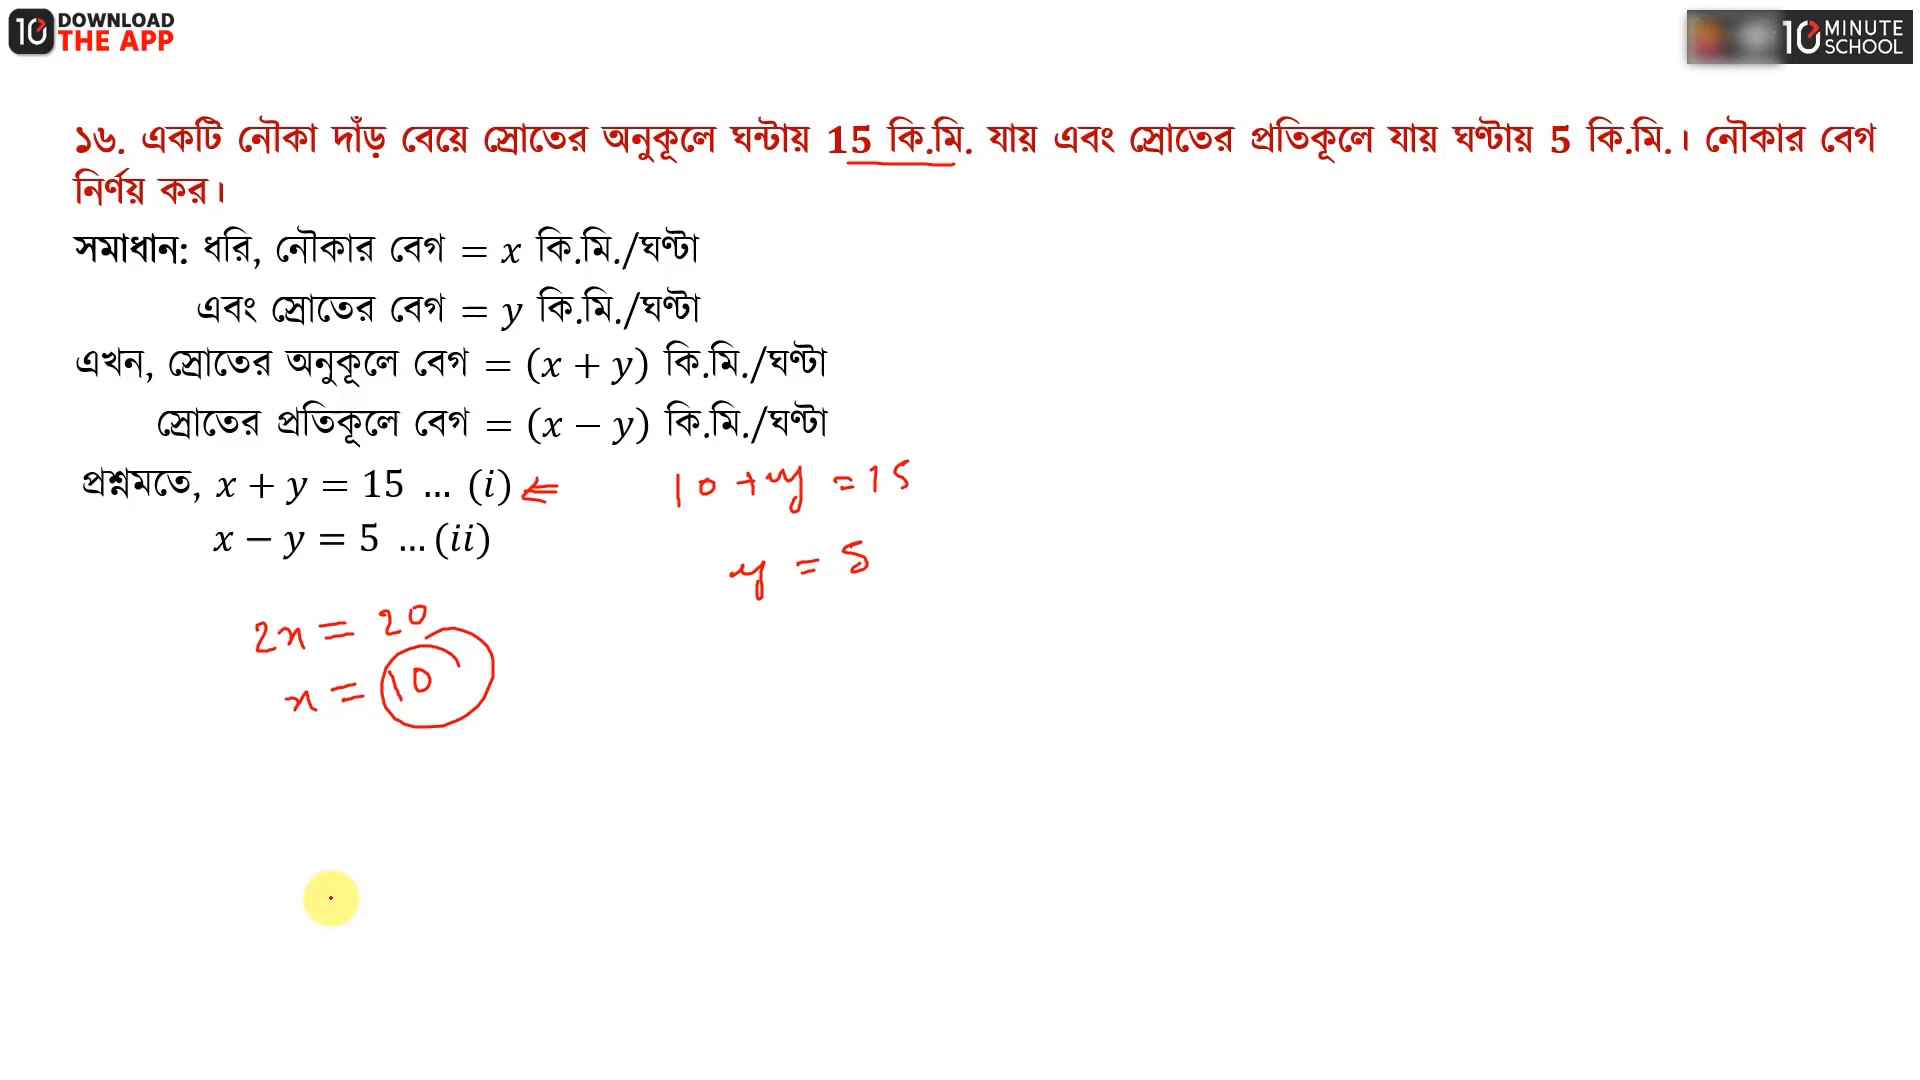 10 DOWNLOAD THE APP
10 MINUTE SCHOOL
১৬. একটি নৌকা দাঁড় বেয়ে স্রোতের অনুকূলে ঘন্টায় 15 কি.মি. যায় এবং স্রোতের প্রতিকূলে যায় ঘণ্টায় 5 কি.মি.। নৌকার বেগ
নির্ণয় কর।
সমাধান: ধরি, নৌকার বেগ = x কি.মি./ঘণ্টা
এবং স্রোতের বেগ = y কি.মি./ঘণ্টা
এখন, স্রোতের অনুকূলে বেগ = (x + y) কি.মি./ঘণ্টা
স্রোতের প্রতিকূলে বেগ = (x − y) কি.মি./ঘণ্টা
প্রশ্নমতে, x + y = 15 ... (i) ⇐ 10 + y = 15
x − y = 5 ... (ii)
y = 5
2x = 20
x = 10